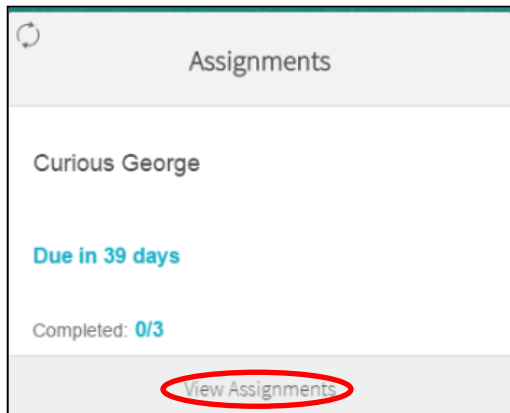 Assignments
Curious George
Due in 39 days
Completed: 0/3
View Assignments